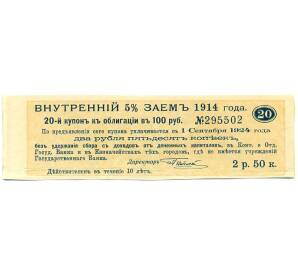 ВНУТРЕННІЙ 5% ЗАЕМЪ 1914 года.
20-й купонъ къ облигаціи въ 100 руб. №295502
20
По предъявленіи сего купона уплачивается съ 1 Сентября 1924 года
два рубля пятьдесятъ копѣекъ,
безъ удержанія сбора съ доходовъ отъ денежныхъ капиталовъ, въ Конт. и Отд.
Госуд. Банка и въ Казначействахъ тѣхъ городовъ, гдѣ не имѣется учрежденій
Государственнаго Банка.
Директоръ
2 р. 50 к.
Дѣйствителенъ въ теченіе 10 лѣтъ.